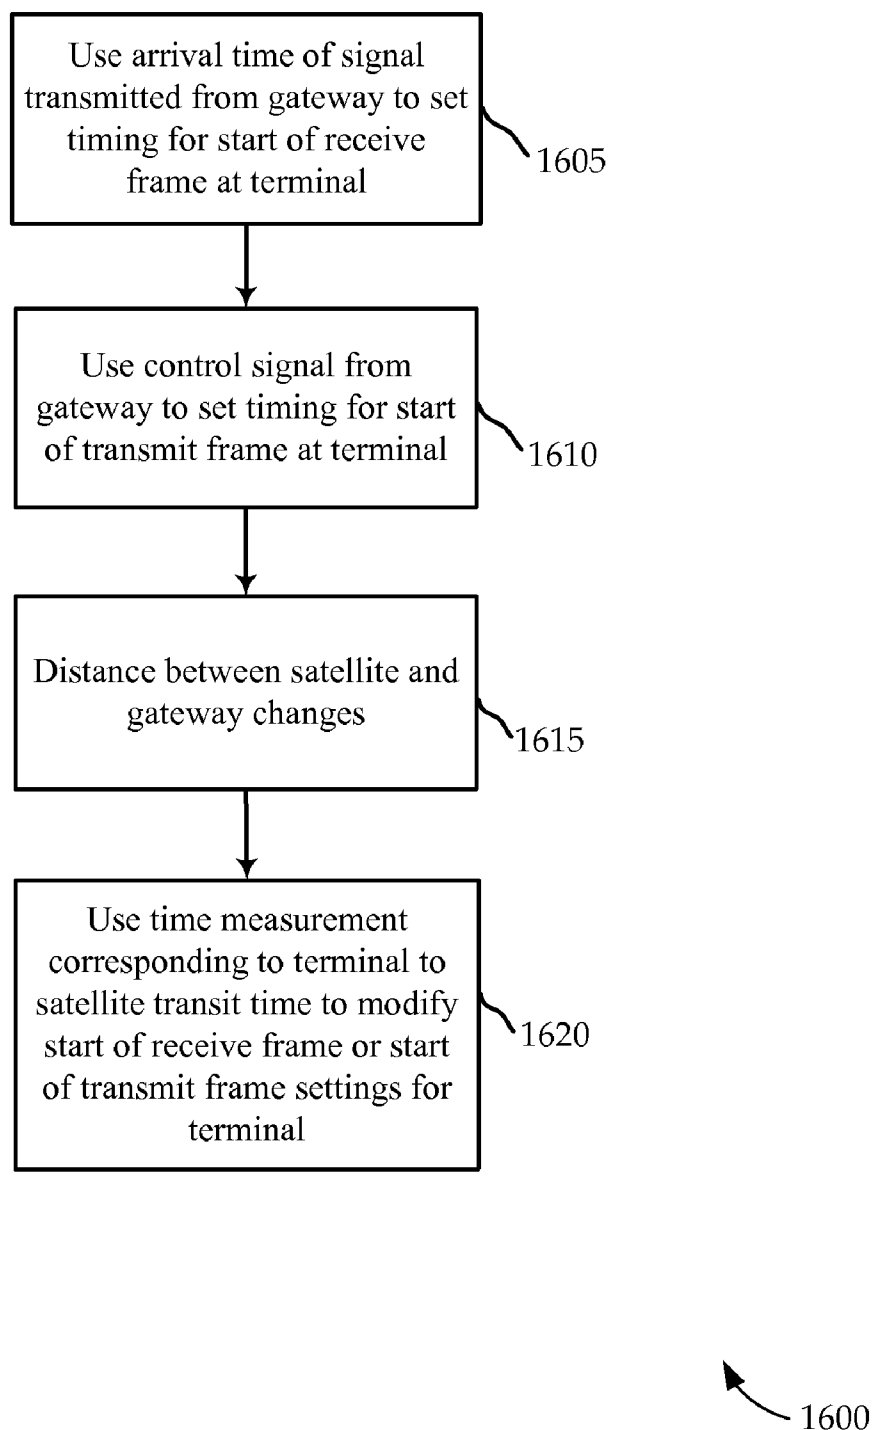 Use arrival time of signal
transmitted from gateway to set
timing for start of receive
frame at terminal
1605
Use control signal from
gateway to set timing for start
of transmit frame at terminal
1610
Distance between satellite and
gateway changes
1615
Use time measurement
corresponding to terminal to
satellite transit time to modify
start of receive frame or start
of transmit frame settings for
terminal
1620
1600